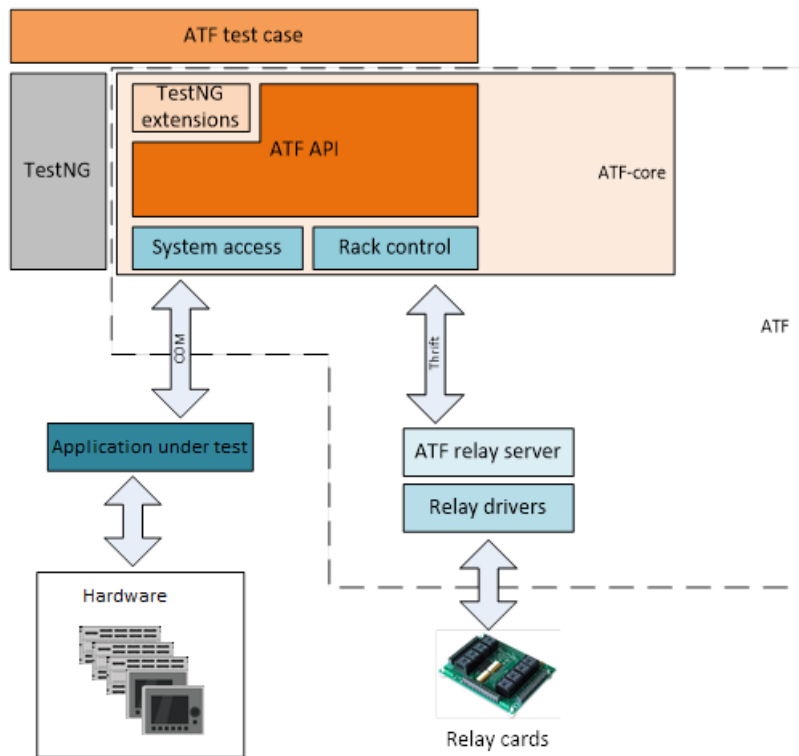 ATF test case
TestNG
TestNG
extensions
ATF API
ATF-core
System access
Rack control
COM
Thrift
ATF
Application under test
ATF relay server
Relay drivers
Hardware
Relay cards